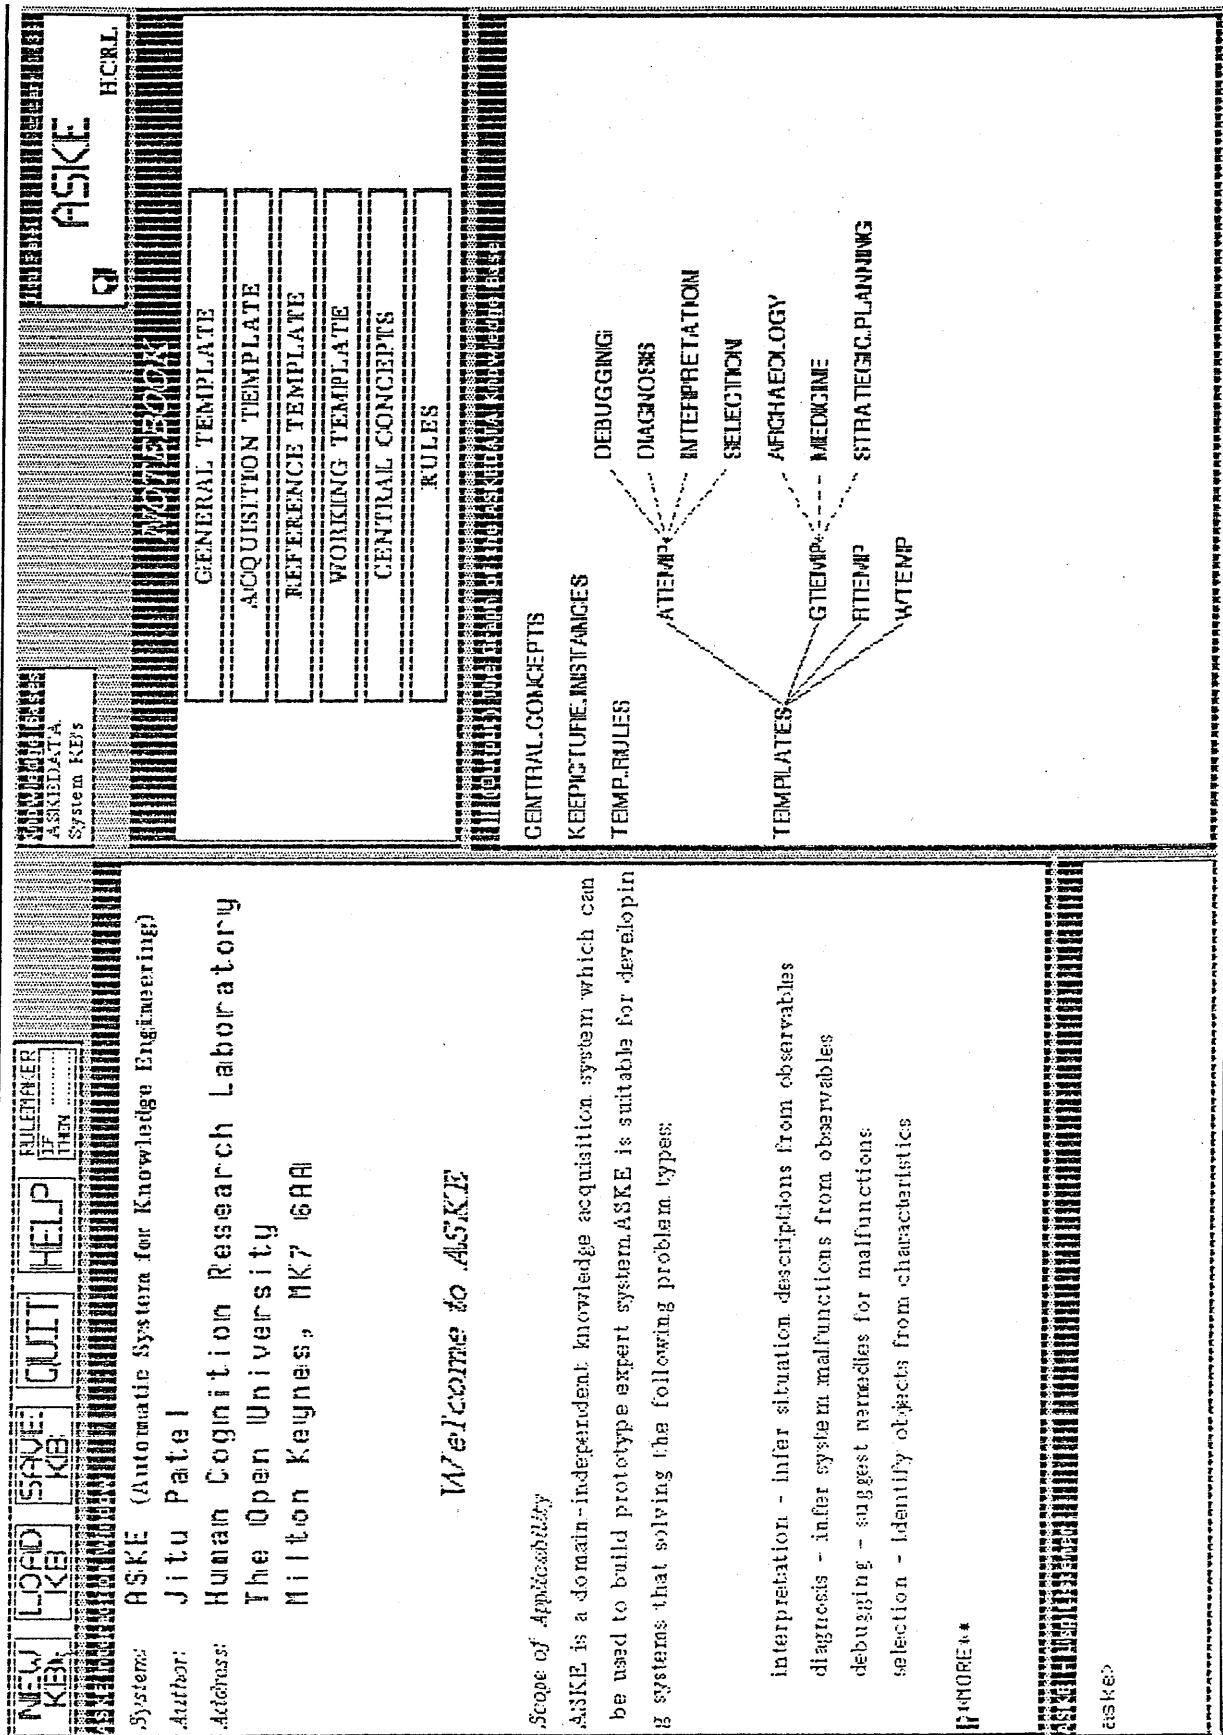 NEW KB
LOAD KB
SAVE KB
QUIT
HELP
RULEMAKER
IF ..........
THEN ..........
System: ASKE (Automatic System for Knowledge Engineering)
Author: Jitu Patel
Address: Human Cognition Research Laboratory
The Open University
Milton Keynes, MK7 6AA
Welcome to ASKE
Scope of Applicability
ASKE is a domain-independent knowledge acquisition system which can
be used to build prototype expert system.ASKE is suitable for developin
g systems that solving the following problem types:
interpretation - infer situation descriptions from observables
diagnosis - infer system malfunctions from observables
debugging - suggest remedies for malfunctions
selection - identify objects from characteristics
**MORE**
aske>
ASKEDATA
System KBs
ASKE
H.C.R.L.
NOTEBOOK
GENERAL TEMPLATE
ACQUISITION TEMPLATE
REFERENCE TEMPLATE
WORKING TEMPLATE
CENTRAL CONCEPTS
RULES
CENTRAL.CONCEPTS
KEEPICTURE.INSTANCES
TEMP.RULES
TEMPLATES
ATEMP
DEBUGGING
DIAGNOSIS
INTERPRETATION
SELECTION
GTEMP
ARCHAEOLOGY
MEDICINE
STRATEGIC.PLANNING
RTEMP
WTEMP